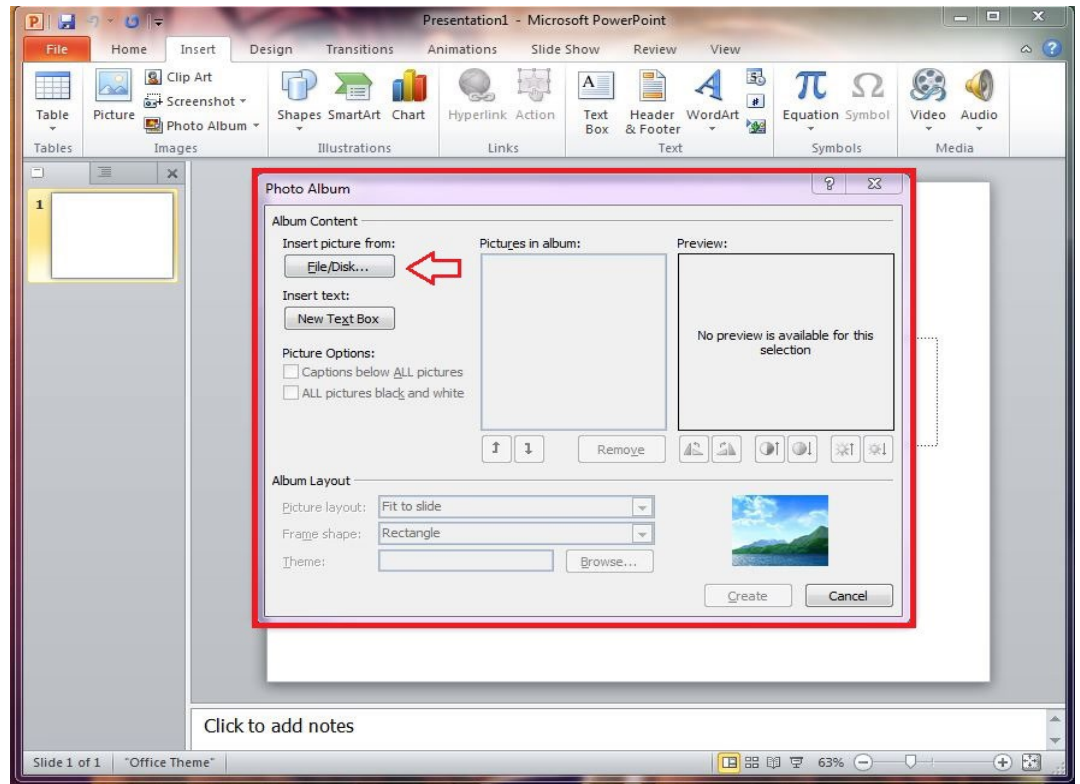 Presentation1 - Microsoft PowerPoint
File Home Insert Design Transitions Animations Slide Show Review View
Table
Picture
Clip Art
Screenshot
Photo Album
Shapes SmartArt Chart
Hyperlink Action
Text Box
Header & Footer
WordArt
Equation Symbol
Video Audio
Tables Images Illustrations Links Text Symbols Media
1
Photo Album
Album Content
Insert picture from:
File/Disk...
Insert text:
New Text Box
Picture Options:
Captions below ALL pictures
ALL pictures black and white
Pictures in album:
Remove
Preview:
No preview is available for this
selection
Album Layout
Picture layout: Fit to slide
Frame shape: Rectangle
Theme: Browse...
Create Cancel
Click to add notes
Slide 1 of 1 "Office Theme" 63%